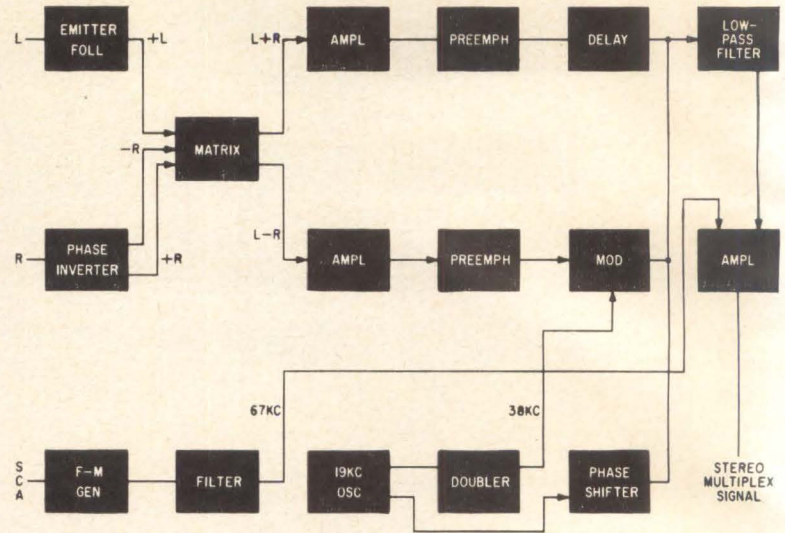 L
EMITTER
FOLL
+L
L+R
AMPL
PREEMPH
DELAY
LOW-
PASS
FILTER
-R
MATRIX
L-R
R
PHASE
INVERTER
+R
AMPL
PREEMPH
MOD
AMPL
67KC
38KC
S
C
A
F-M
GEN
FILTER
19KC
OSC
DOUBLER
PHASE
SHIFTER
STEREO
MULTIPLEX
SIGNAL